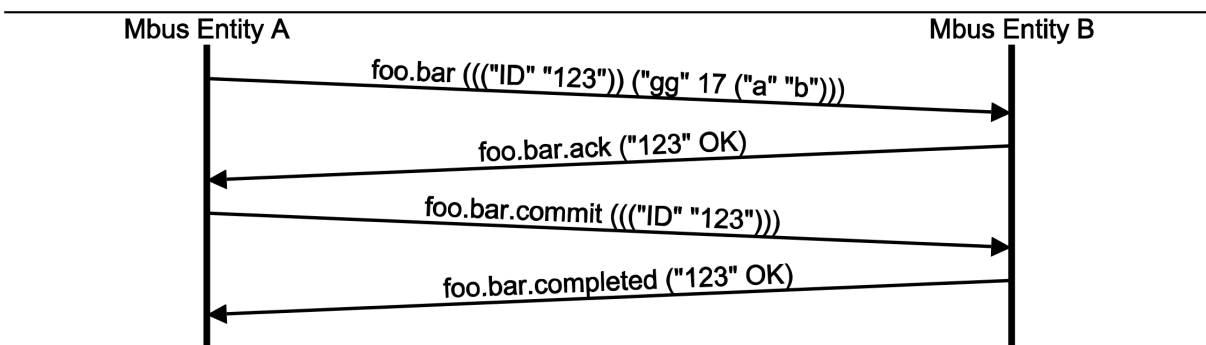 Mbus Entity A
Mbus Entity B
foo.bar ((("ID" "123")) ("gg" 17 ("a" "b")))
foo.bar.ack ("123" OK)
foo.bar.commit ((("ID" "123")))
foo.bar.completed ("123" OK)